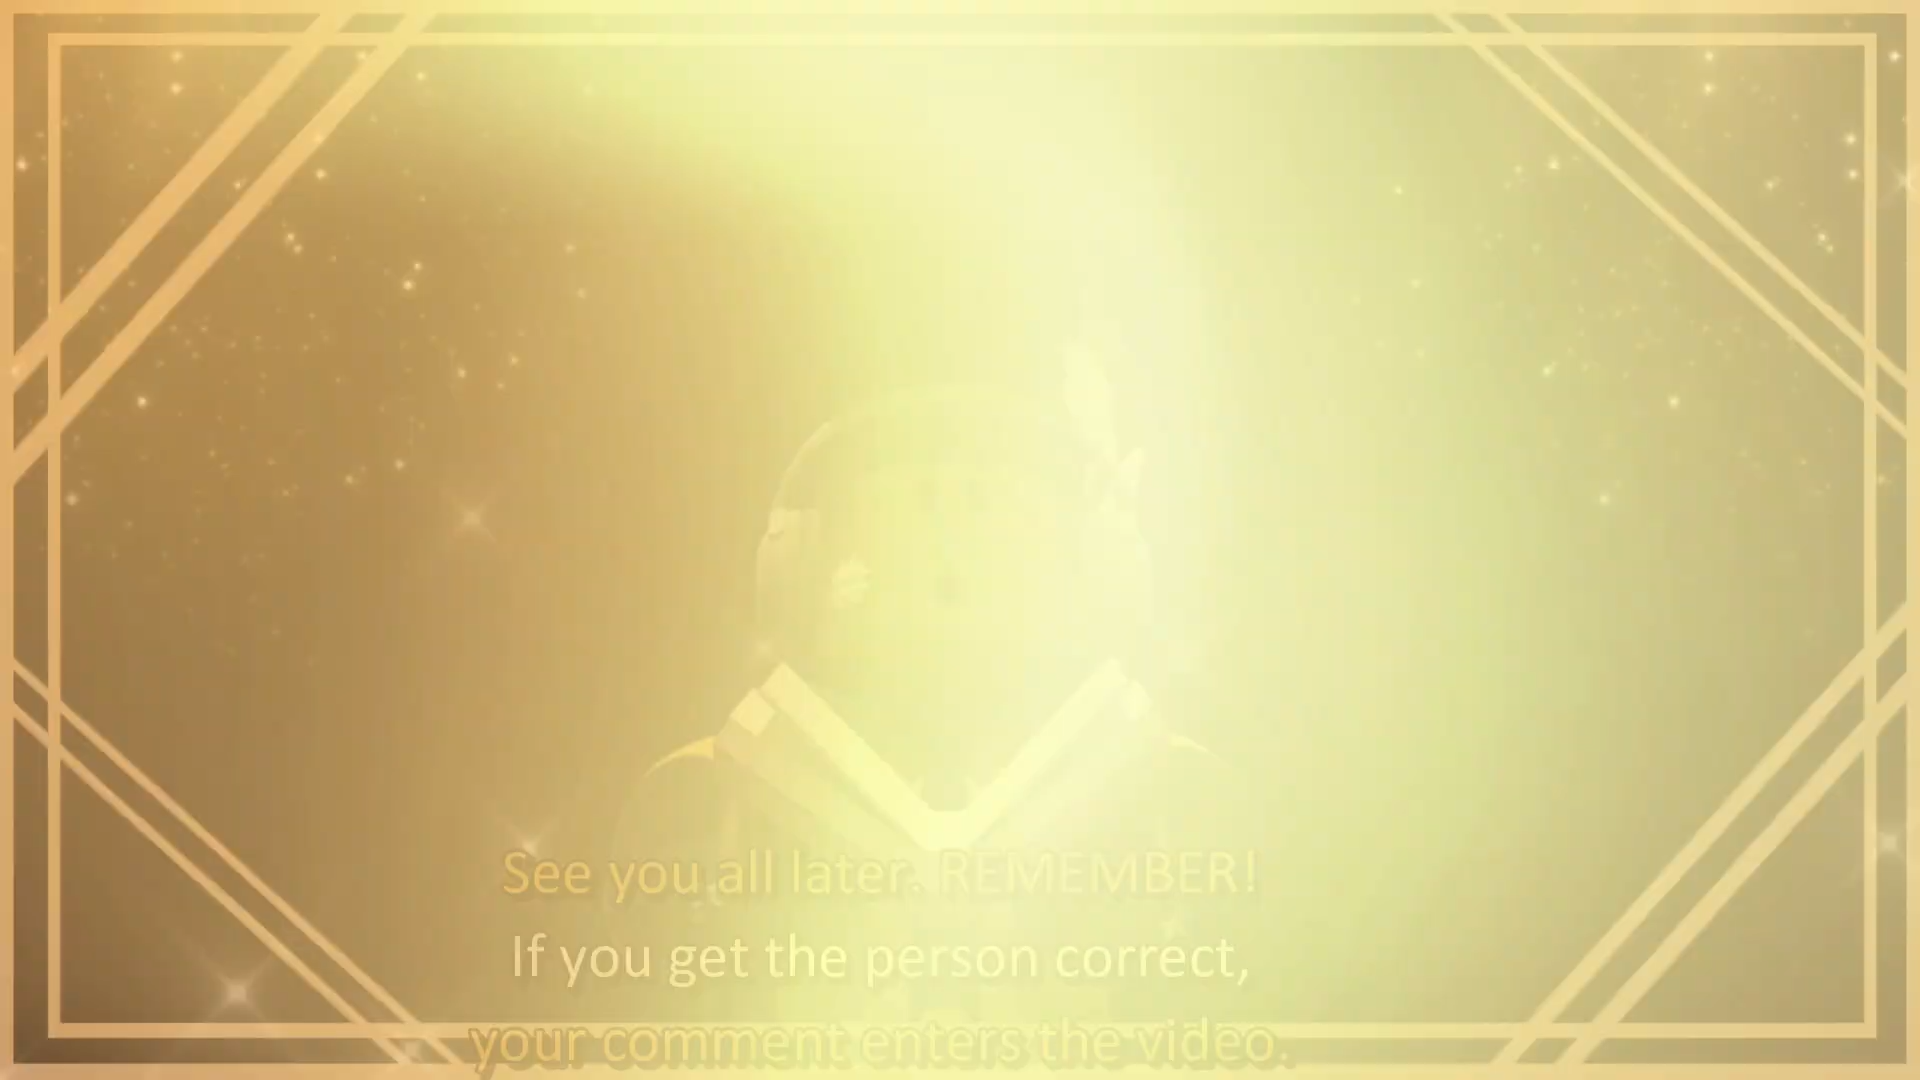 See you all later. REMEMBER!
If you get the person correct,
your comment enters the video.